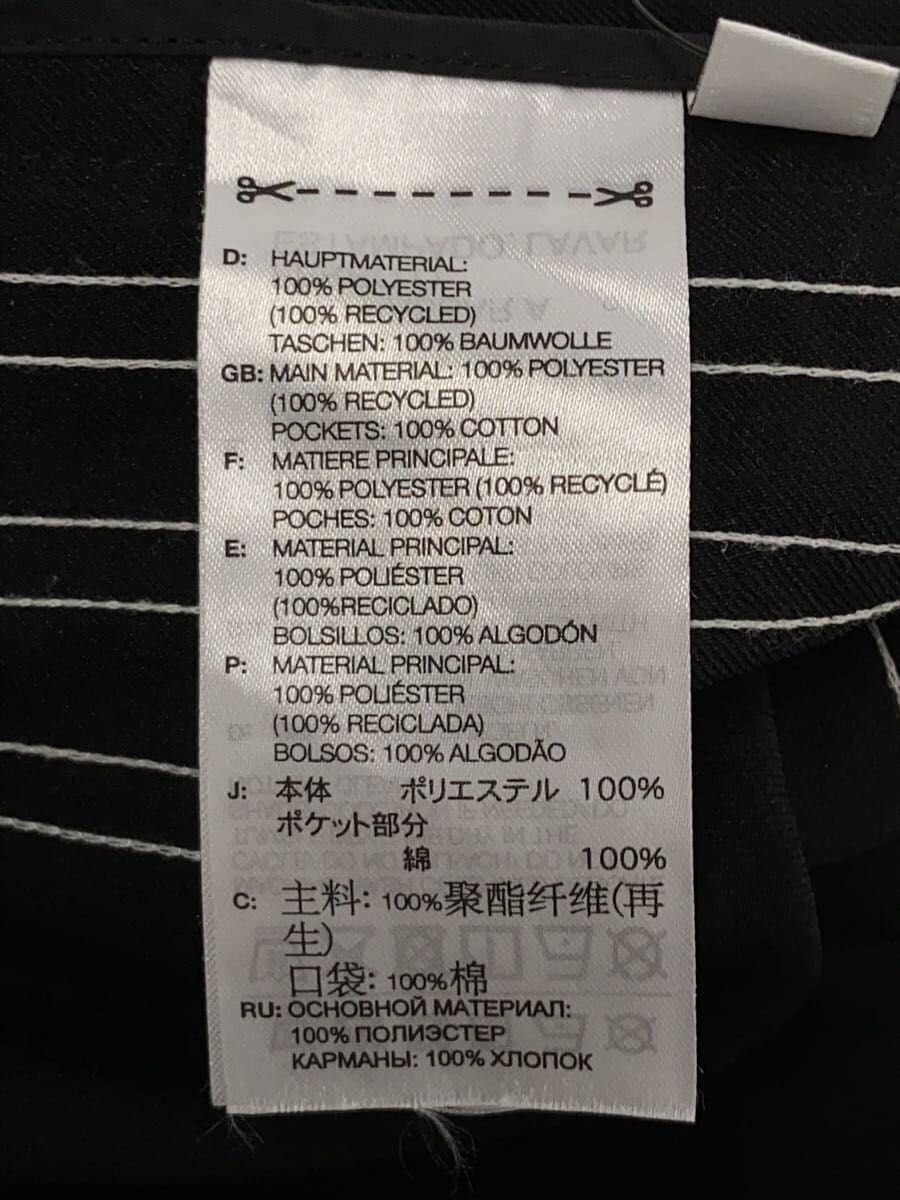 D: HAUPTMATERIAL:
100% POLYESTER
(100% RECYCLED)
TASCHEN: 100% BAUMWOLLE
GB: MAIN MATERIAL: 100% POLYESTER
(100% RECYCLED)
POCKETS: 100% COTTON
F: MATIERE PRINCIPALE:
100% POLYESTER (100% RECYCLÉ)
POCHES: 100% COTON
E: MATERIAL PRINCIPAL:
100% POLIÉSTER
(100%RECICLADO)
BOLSILLOS: 100% ALGODÓN
P: MATERIAL PRINCIPAL:
100% POLIÉSTER
(100% RECICLADA)
BOLSOS: 100% ALGODÃO
J: 本体 ポリエステル 100%
ポケット部分
綿 100%
C: 主料: 100%聚酯纤维(再
生)
口袋: 100%棉
RU: ОСНОВНОЙ МАТЕРИАЛ:
100% ПОЛИЭСТЕР
КАРМАНЫ: 100% ХЛОПОК